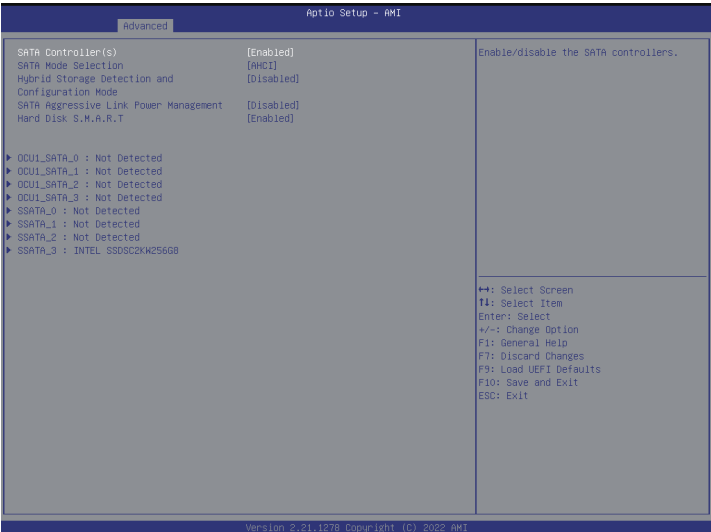 Aptio Setup – AMI
Advanced
SATA Controller(s) [Enabled]
SATA Mode Selection [AHCI]
Hybrid Storage Detection and [Disabled]
Configuration Mode
SATA Aggressive Link Power Management [Disabled]
Hard Disk S.M.A.R.T [Enabled]
▶ OCU1_SATA_0 : Not Detected
▶ OCU1_SATA_1 : Not Detected
▶ OCU1_SATA_2 : Not Detected
▶ OCU1_SATA_3 : Not Detected
▶ SSATA_0 : Not Detected
▶ SSATA_1 : Not Detected
▶ SSATA_2 : Not Detected
▶ SSATA_3 : INTEL SSDSC2KW256G8
Enable/disable the SATA controllers.
↔: Select Screen
↑↓: Select Item
Enter: Select
+/-: Change Option
F1: General Help
F7: Discard Changes
F9: Load UEFI Defaults
F10: Save and Exit
ESC: Exit
Version 2.21.1278 Copyright (C) 2022 AMI